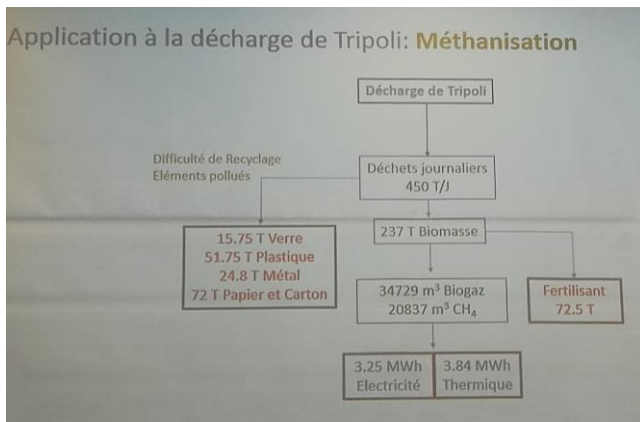 Application à la décharge de Tripoli: Méthanisation
Décharge de Tripoli
Difficulté de Recyclage
Eléments pollués
Déchets journaliers
450 T/J
15.75 T Verre
51.75 T Plastique
24.8 T Métal
72 T Papier et Carton
237 T Biomasse
34729 m³ Biogaz
20837 m³ CH₄
Fertilisant
72.5 T
3.25 MWh
Electricité
3.84 MWh
Thermique